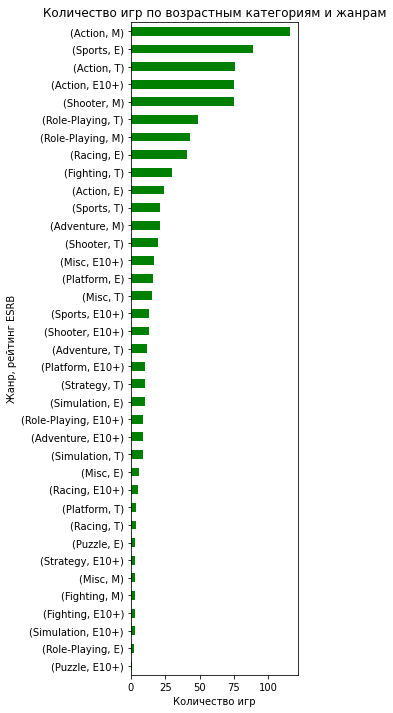 Количество игр по возрастным категориям и жанрам
(Action, M)
(Sports, E)
(Action, T)
(Action, E10+)
(Shooter, M)
(Role-Playing, T)
(Role-Playing, M)
(Racing, E)
(Fighting, T)
(Action, E)
(Sports, T)
(Adventure, M)
(Shooter, T)
(Misc, E10+)
(Platform, E)
(Misc, T)
(Sports, E10+)
(Shooter, E10+)
(Adventure, T)
(Platform, E10+)
(Strategy, T)
(Simulation, E)
(Role-Playing, E10+)
(Adventure, E10+)
(Simulation, T)
(Misc, E)
(Racing, E10+)
(Platform, T)
(Racing, T)
(Puzzle, E)
(Strategy, E10+)
(Misc, M)
(Fighting, M)
(Fighting, E10+)
(Simulation, E10+)
(Role-Playing, E)
(Puzzle, E10+)
Жанр, рейтинг ESRB
0 25 50 75 100
Количество игр